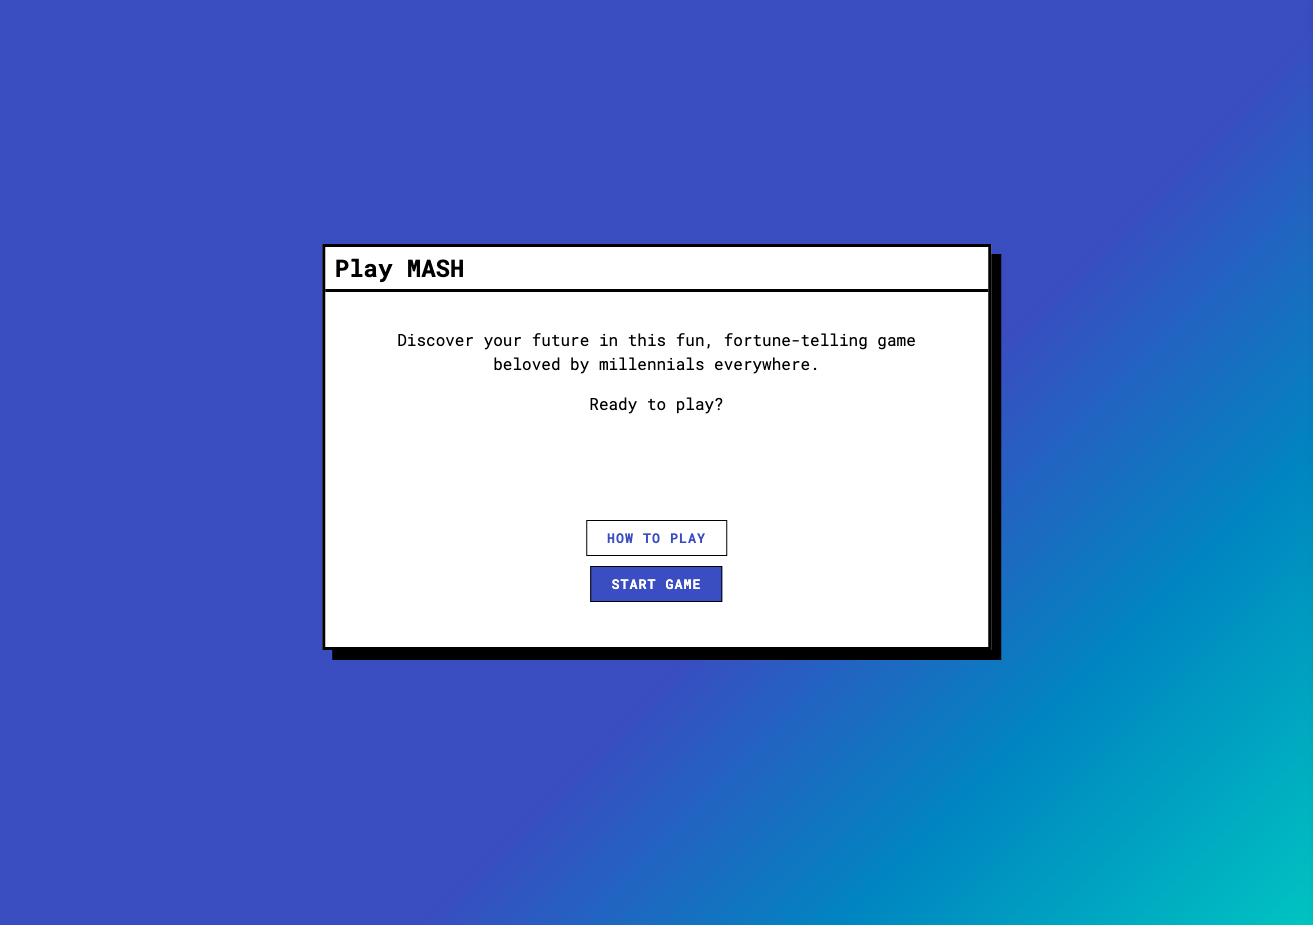 Play MASH
Discover your future in this fun, fortune-telling game
beloved by millennials everywhere.
Ready to play?
HOW TO PLAY
START GAME